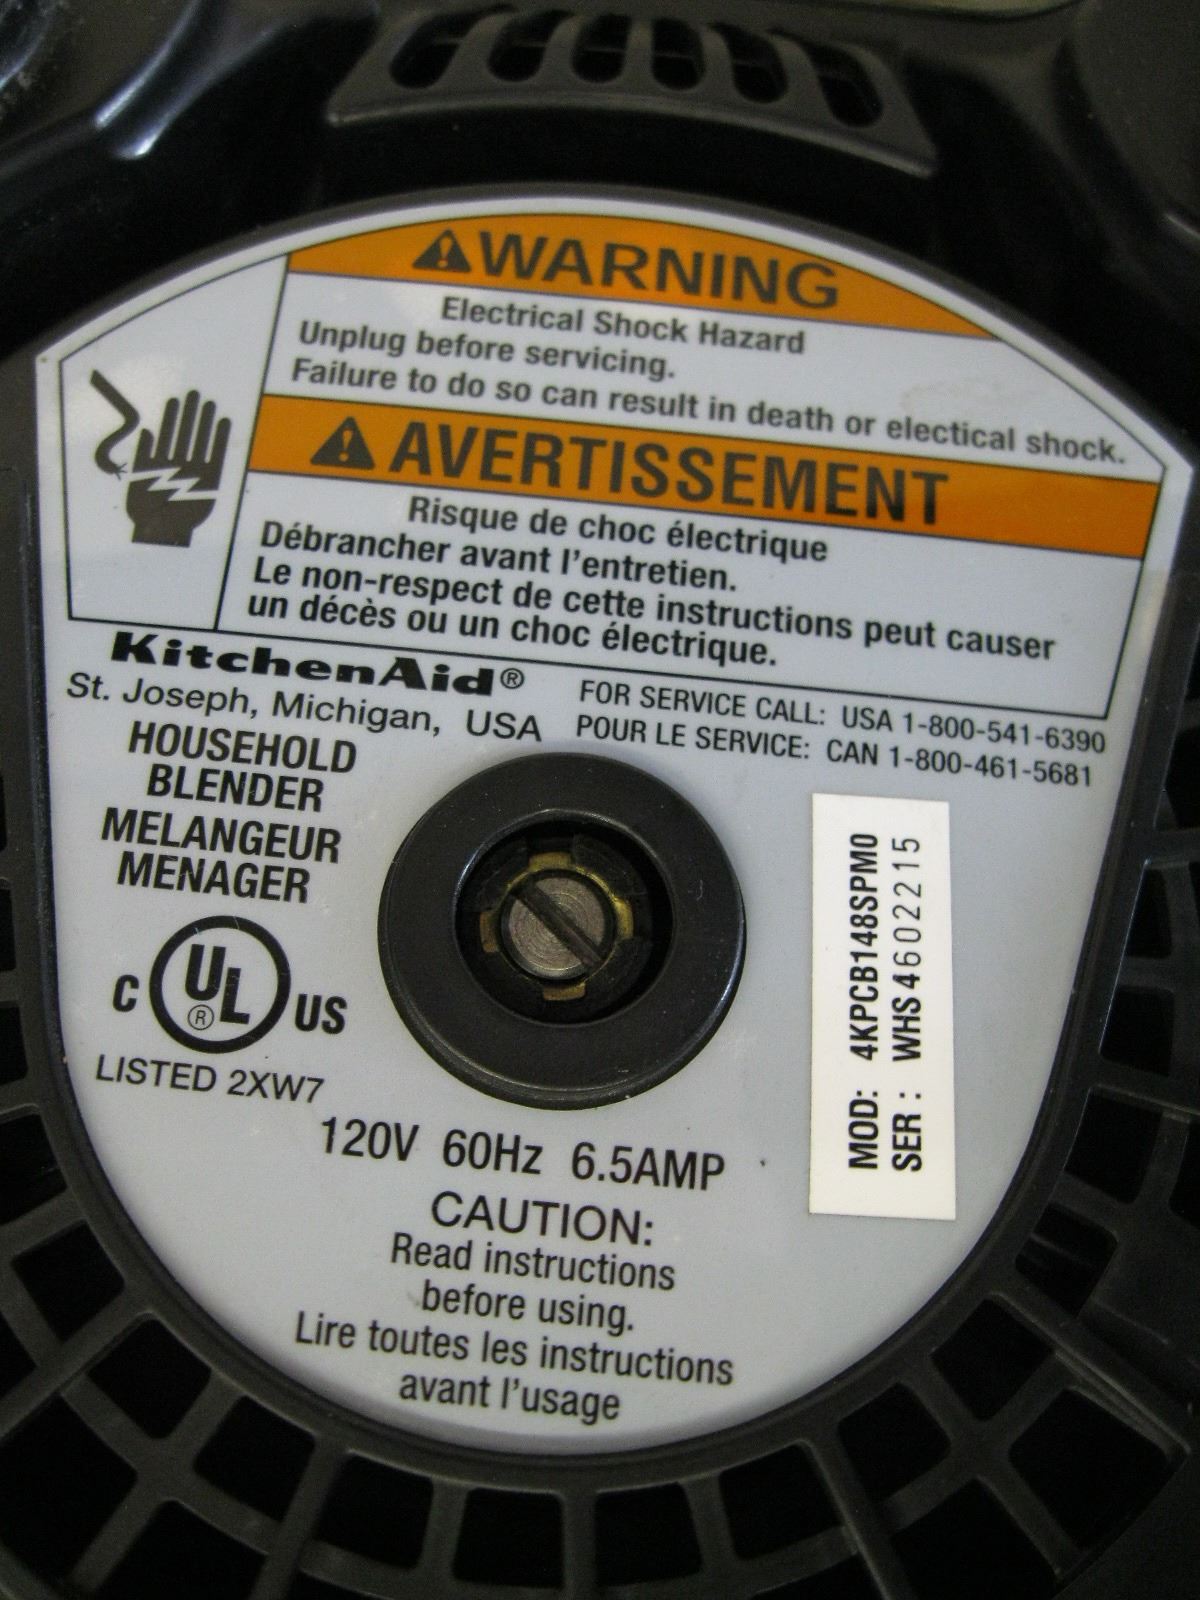 WARNING
Electrical Shock Hazard
Unplug before servicing.
Failure to do so can result in death or electical shock.
AVERTISSEMENT
Risque de choc électrique
Débrancher avant l'entretien.
Le non-respect de cette instructions peut causer
un décès ou un choc électrique.
KitchenAid®
St. Joseph, Michigan, USA
FOR SERVICE CALL: USA 1-800-541-6390
POUR LE SERVICE: CAN 1-800-461-5681
HOUSEHOLD
BLENDER
MELANGEUR
MENAGER
C UL® US
LISTED 2XW7
MOD: 4KPCB148SPM0
SER : WHS4602215
120V 60Hz 6.5AMP
CAUTION:
Read instructions
before using.
Lire toutes les instructions
avant l'usage